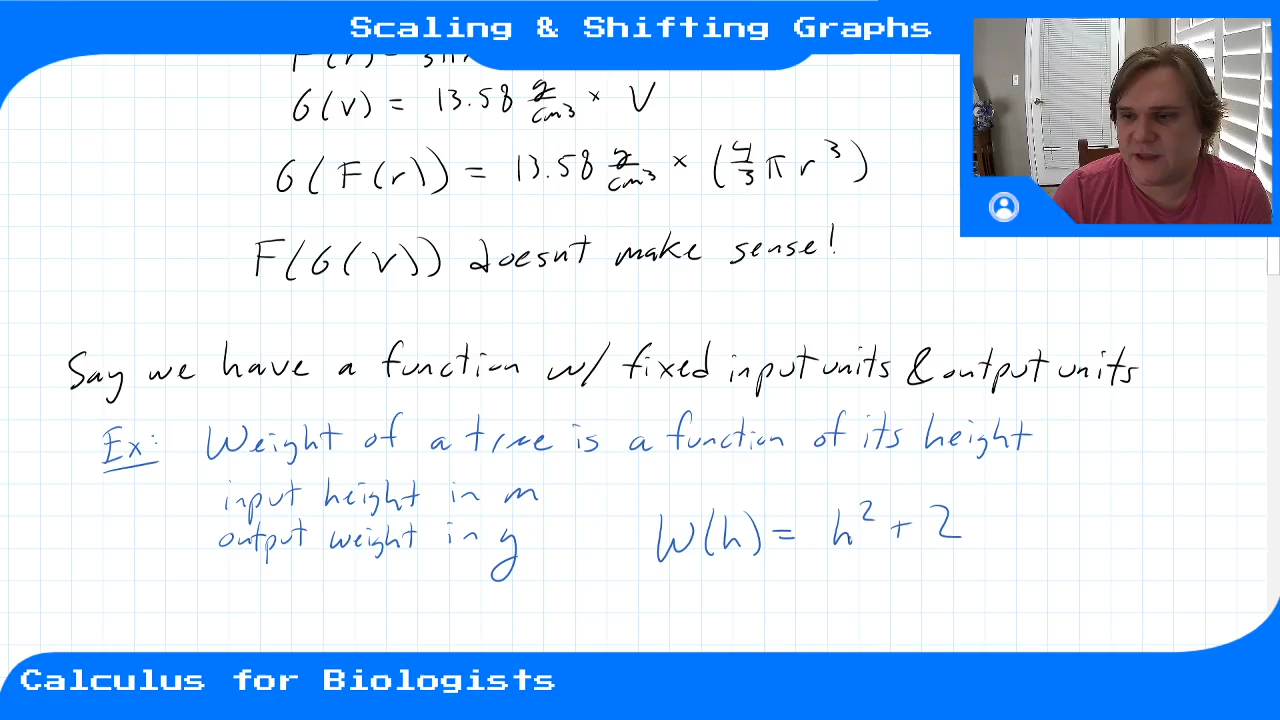 Scaling & Shifting Graphs
F(r)
G(V) = 13.58 g/cm³ × V
G(F(r)) = 13.58 g/cm³ × (4/3 π r³)
F(G(V)) doesnt make sense!
Say we have a function w/ fixed input units & output units
Ex: Weight of a tree is a function of its height
input height in m
output weight in g
W(h) = h² + 2
Calculus for Biologists